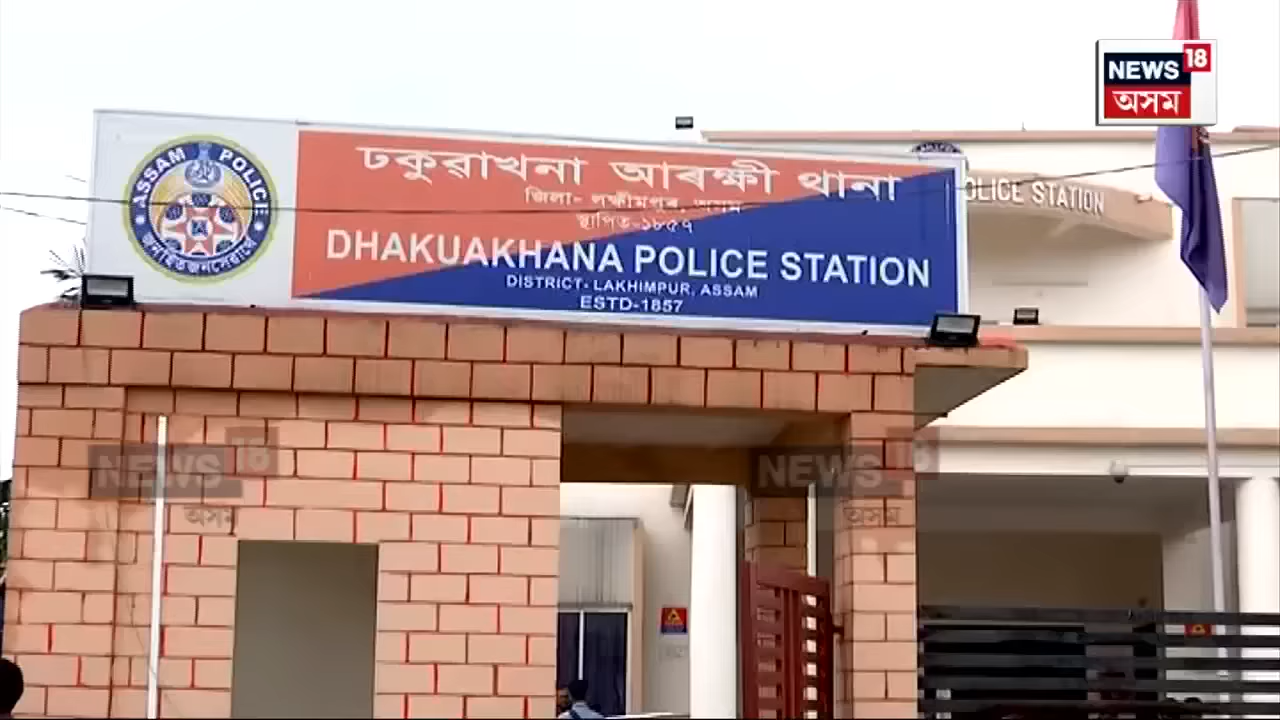 NEWS 18
অসম
ASSAM POLICE
ঢকুৱাখনা আৰক্ষী থানা
জিলা- লক্ষীমপুৰ, অসম
স্থাপিত-১৮৫৭
DHAKUAKHANA POLICE STATION
DISTRICT- LAKHIMPUR, ASSAM
ESTD-1857
POLICE STATION
NEWS 18
অসম
NEWS 18
অসম